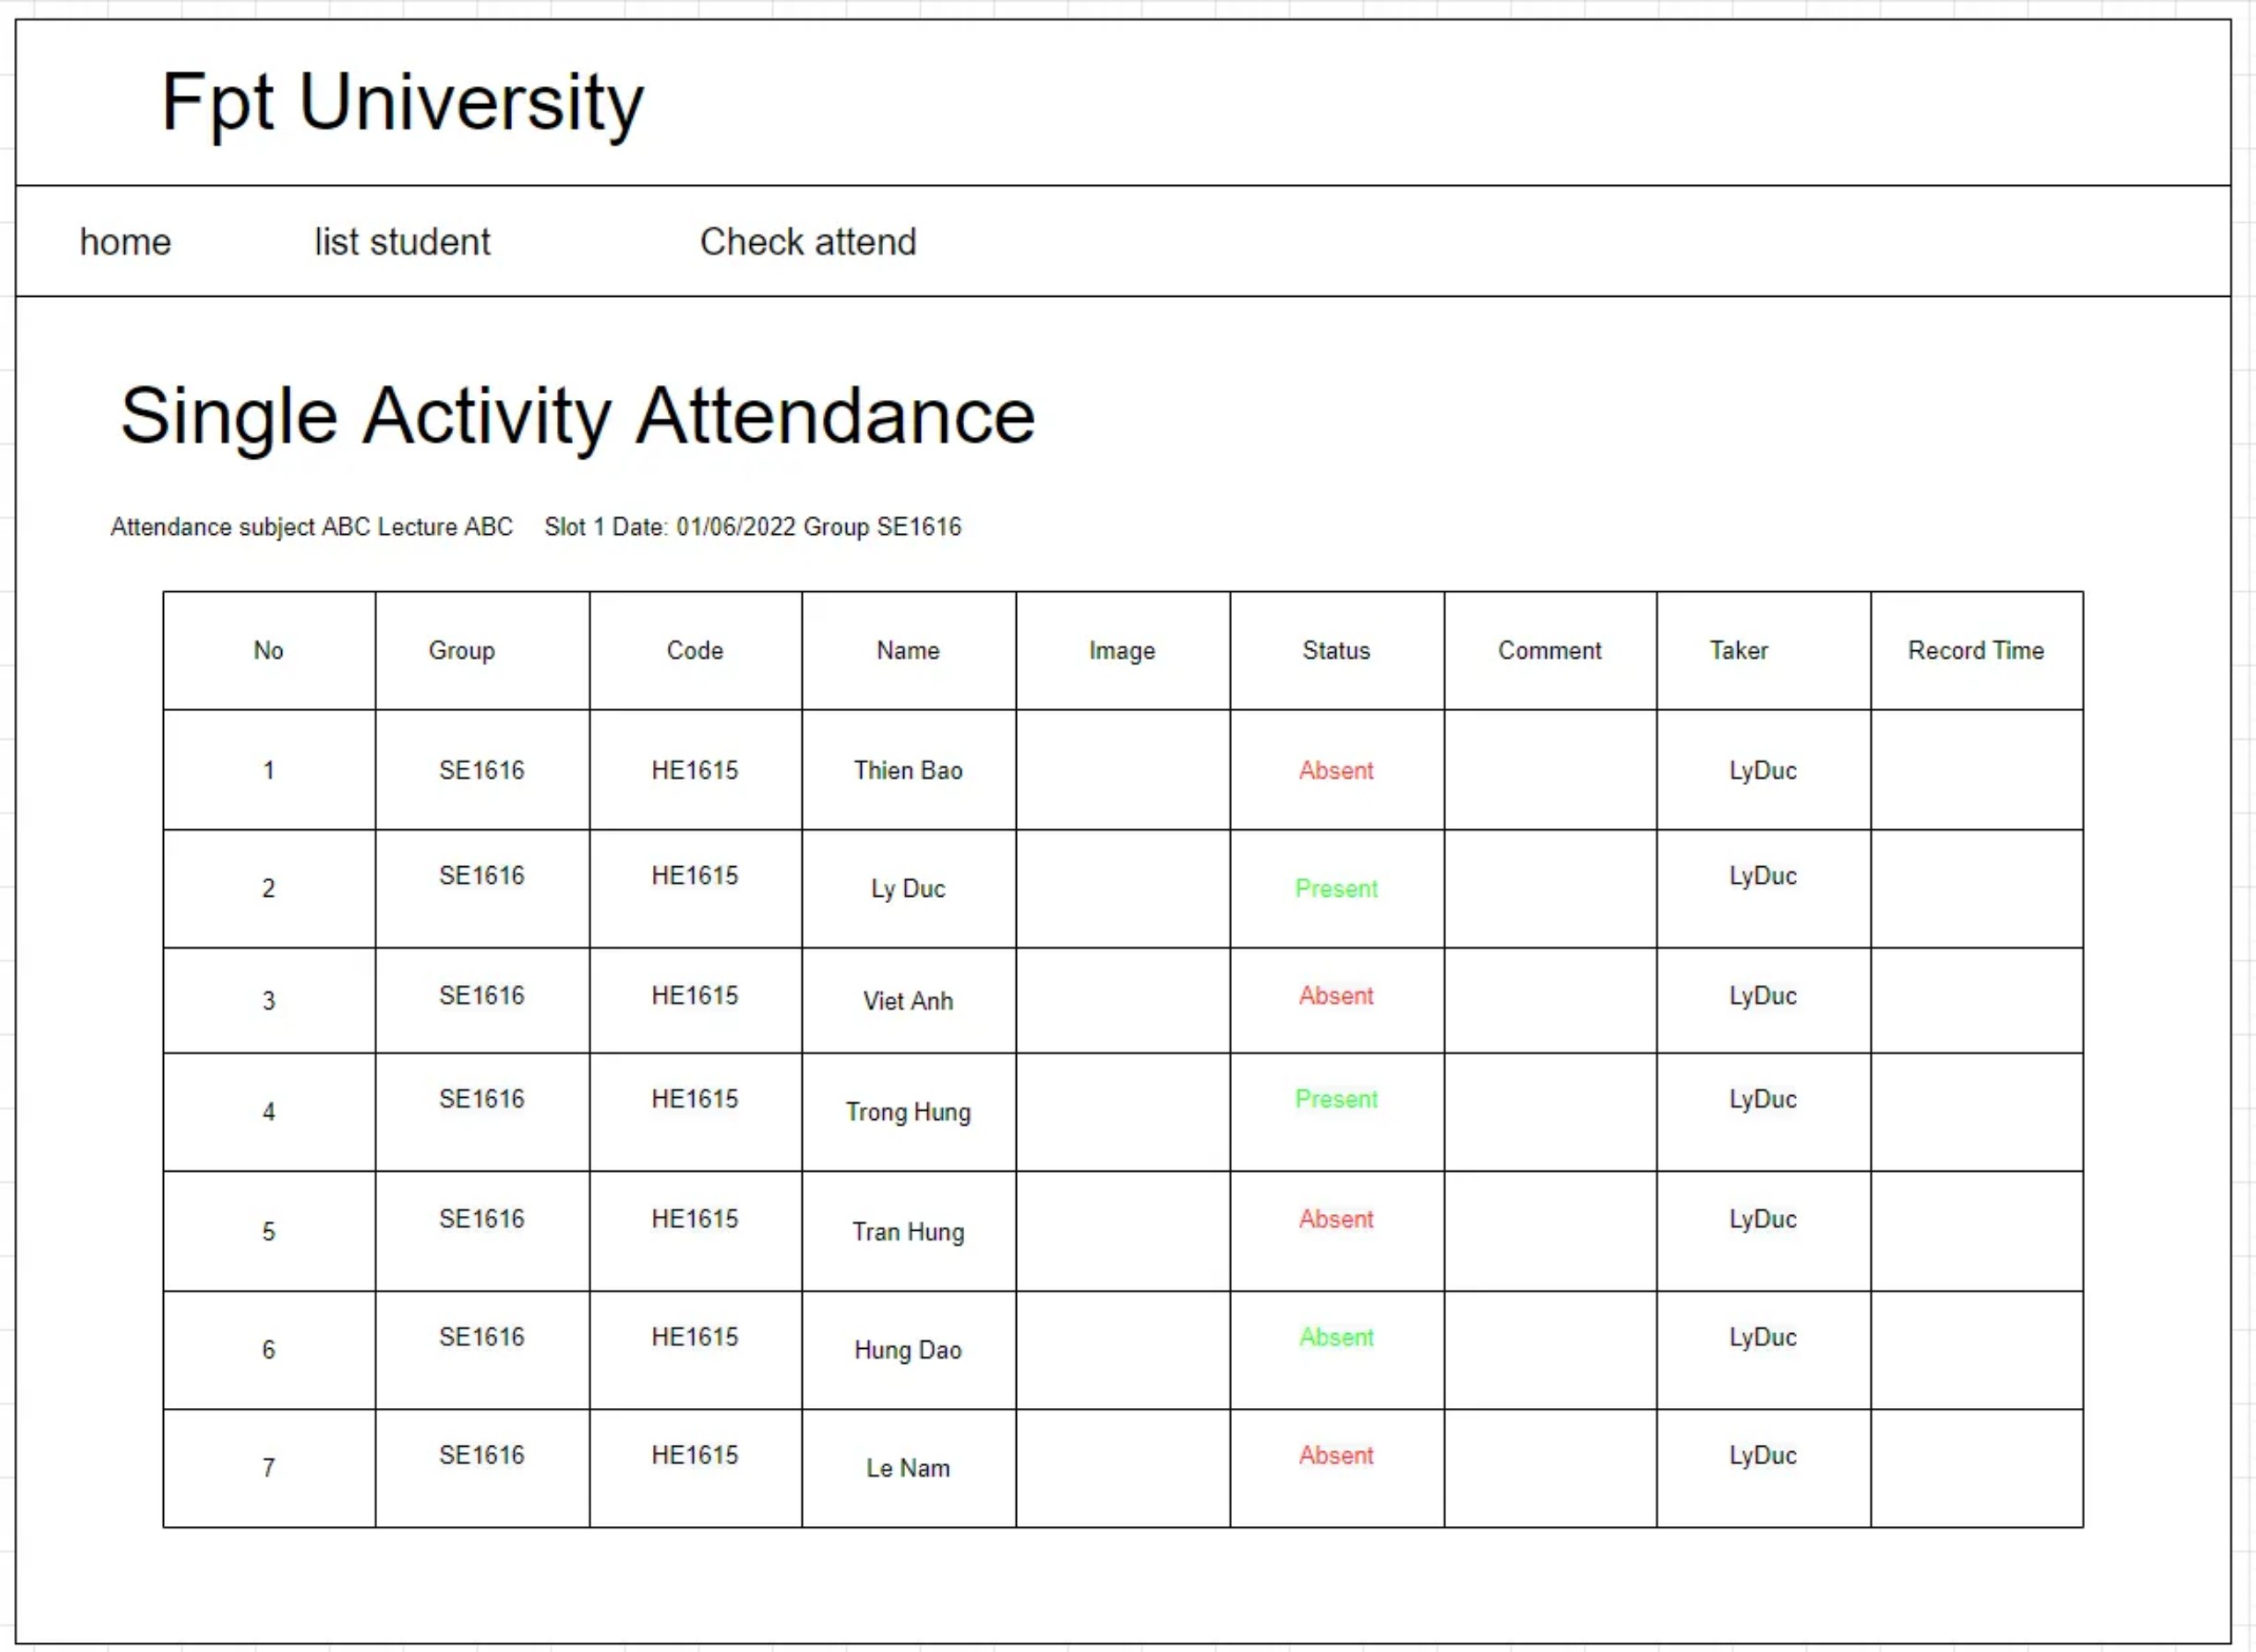 Fpt University
home list student Check attend
Single Activity Attendance
Attendance subject ABC Lecture ABC Slot 1 Date: 01/06/2022 Group SE1616
No Group Code Name Image Status Comment Taker Record Time
1 SE1616 HE1615 Thien Bao Absent LyDuc
2 SE1616 HE1615 Ly Duc Present LyDuc
3 SE1616 HE1615 Viet Anh Absent LyDuc
4 SE1616 HE1615 Trong Hung Present LyDuc
5 SE1616 HE1615 Tran Hung Absent LyDuc
6 SE1616 HE1615 Hung Dao Absent LyDuc
7 SE1616 HE1615 Le Nam Absent LyDuc